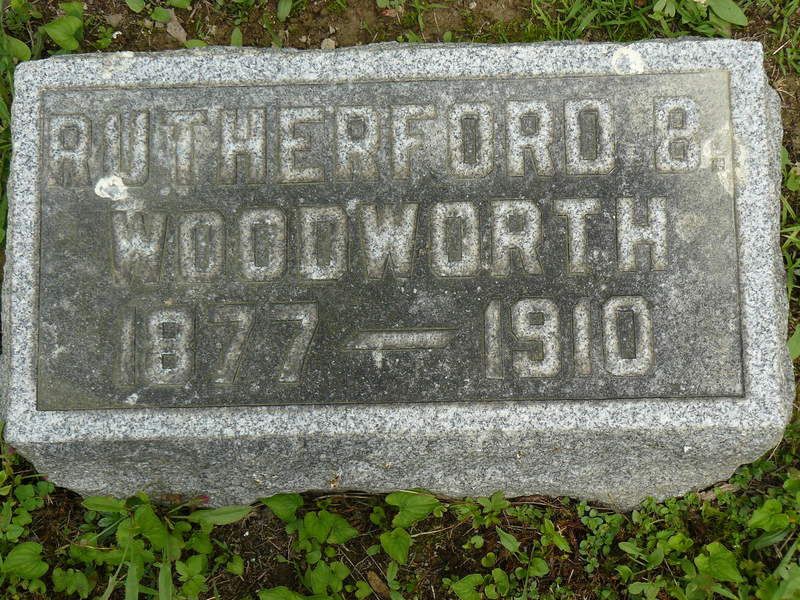 RUTHERFORD B.
WOODWORTH
1877 — 1910